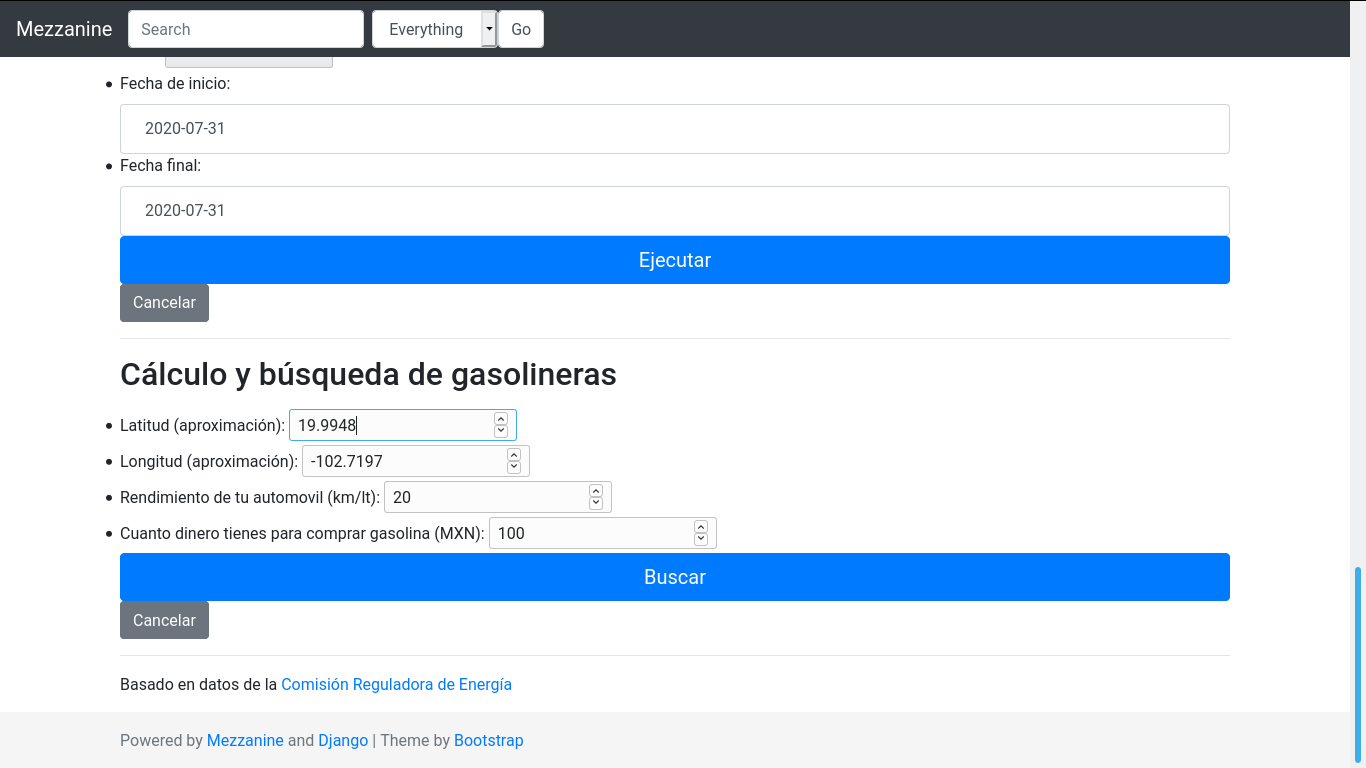 Mezzanine Search Everything Go
Fecha de inicio:
2020-07-31
Fecha final:
2020-07-31
Ejecutar
Cancelar
Cálculo y búsqueda de gasolineras
Latitud (aproximación): 19.9948
Longitud (aproximación): -102.7197
Rendimiento de tu automovil (km/lt): 20
Cuanto dinero tienes para comprar gasolina (MXN): 100
Buscar
Cancelar
Basado en datos de la Comisión Reguladora de Energía
Powered by Mezzanine and Django | Theme by Bootstrap